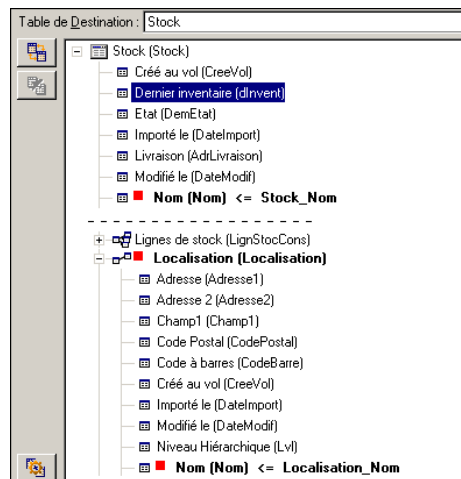 Table de Destination : Stock
Stock (Stock)
Créé au vol (CreeVol)
Dernier inventaire (dInvent)
Etat (DemEtat)
Importé le (DateImport)
Livraison (AdrLivraison)
Modifié le (DateModif)
Nom (Nom) <= Stock_Nom
Lignes de stock (LignStocCons)
Localisation (Localisation)
Adresse (Adresse1)
Adresse 2 (Adresse2)
Champ1 (Champ1)
Code Postal (CodePostal)
Code à barres (CodeBarre)
Créé au vol (CreeVol)
Importé le (DateImport)
Modifié le (DateModif)
Niveau Hiérarchique (Lvl)
Nom (Nom) <= Localisation_Nom